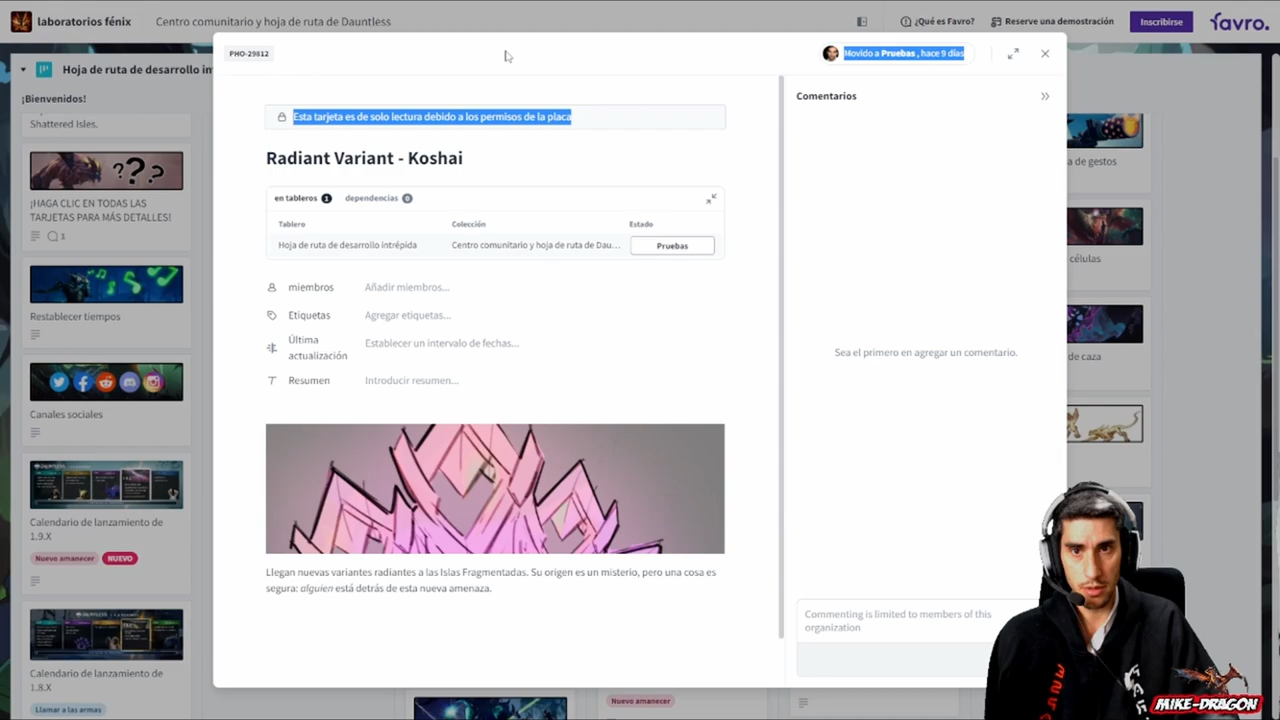 laboratorios fénix
Centro comunitario y hoja de ruta de Dauntless
¿Qué es Favro?
Reserve una demostración
Inscribirse
favro.
Hoja de ruta de desarrollo int
¡Bienvenidos!
Shattered Isles.
???
¡HAGA CLIC EN TODAS LAS
TARJETAS PARA MÁS DETALLES!
1
Restablecer tiempos
Canales sociales
Calendario de lanzamiento de
1.9.X
Nuevo amanecer
NUEVO
Calendario de lanzamiento de
1.8.X
Llamar a las armas
PHO-29812
Movido a Pruebas , hace 9 días
Esta tarjeta es de solo lectura debido a los permisos de la placa
Radiant Variant - Koshai
en tableros 1 dependencias 0
Tablero Colección Estado
Hoja de ruta de desarrollo intrépida Centro comunitario y hoja de ruta de Dau... Pruebas
miembros Añadir miembros...
Etiquetas Agregar etiquetas...
Última
actualización
Establecer un intervalo de fechas...
Resumen Introducir resumen...
Llegan nuevas variantes radiantes a las Islas Fragmentadas. Su origen es un misterio, pero una cosa es
segura: alguien está detrás de esta nueva amenaza.
Comentarios
Sea el primero en agregar un comentario.
Commenting is limited to members of this
organization
a de gestos
células
de caza
Nuevo amanecer
MIKE-DRAGON